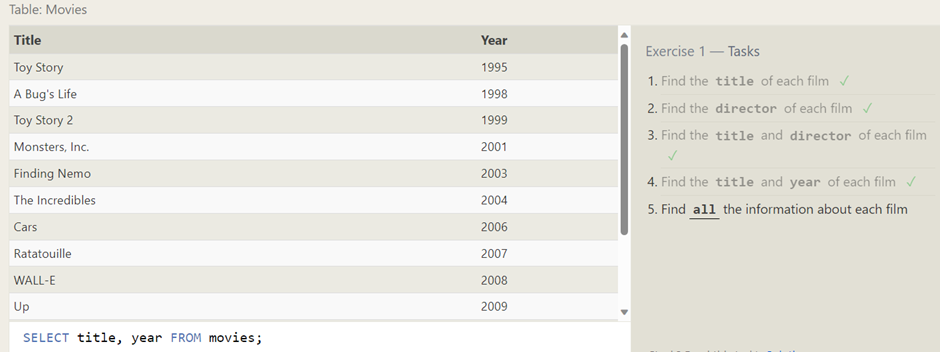 Table: Movies
Title Year
Toy Story 1995
A Bug's Life 1998
Toy Story 2 1999
Monsters, Inc. 2001
Finding Nemo 2003
The Incredibles 2004
Cars 2006
Ratatouille 2007
WALL-E 2008
Up 2009
SELECT title, year FROM movies;
Exercise 1 — Tasks
1. Find the title of each film ✓
2. Find the director of each film ✓
3. Find the title and director of each film
✓
4. Find the title and year of each film ✓
5. Find all the information about each film